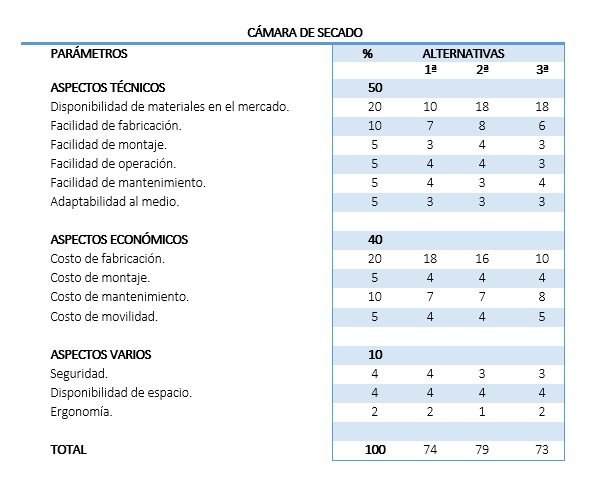 CÁMARA DE SECADO
PARÁMETROS % ALTERNATIVAS
1ª 2ª 3ª
ASPECTOS TÉCNICOS 50
Disponibilidad de materiales en el mercado. 20 10 18 18
Facilidad de fabricación. 10 7 8 6
Facilidad de montaje. 5 3 4 3
Facilidad de operación. 5 4 4 3
Facilidad de mantenimiento. 5 4 3 4
Adaptabilidad al medio. 5 3 3 3
ASPECTOS ECONÓMICOS 40
Costo de fabricación. 20 18 16 10
Costo de montaje. 5 4 4 4
Costo de mantenimiento. 10 7 7 8
Costo de movilidad. 5 4 4 5
ASPECTOS VARIOS 10
Seguridad. 4 4 3 3
Disponibilidad de espacio. 4 4 4 4
Ergonomía. 2 2 1 2
TOTAL 100 74 79 73